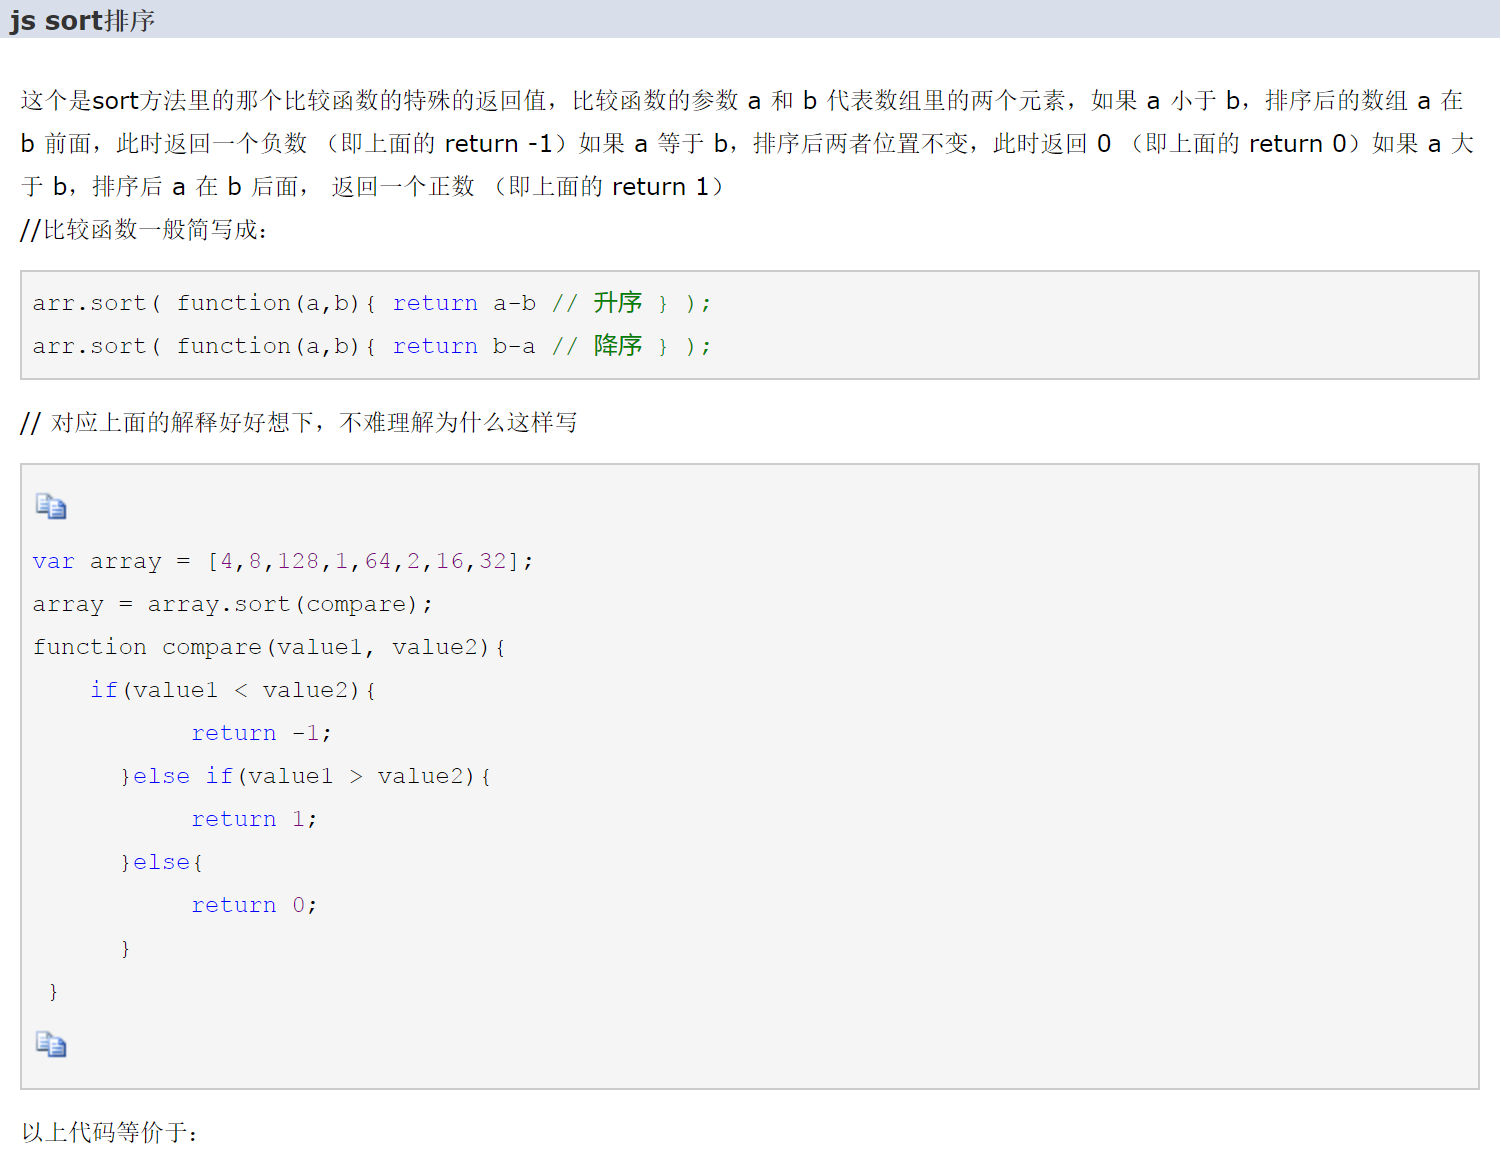 js sort排序
这个是sort方法里的那个比较函数的特殊的返回值，比较函数的参数 a 和 b 代表数组里的两个元素，如果 a 小于 b，排序后的数组 a 在
b 前面，此时返回一个负数 （即上面的 return -1）如果 a 等于 b，排序后两者位置不变，此时返回 0 （即上面的 return 0）如果 a 大
于 b，排序后 a 在 b 后面， 返回一个正数 （即上面的 return 1）
//比较函数一般简写成：
arr.sort( function(a,b){ return a-b // 升序 } );
arr.sort( function(a,b){ return b-a // 降序 } );
// 对应上面的解释好好想下，不难理解为什么这样写
var array = [4,8,128,1,64,2,16,32];
array = array.sort(compare);
function compare(value1, value2){
    if(value1 < value2){
           return -1;
      }else if(value1 > value2){
           return 1;
      }else{
           return 0;
      }
 }
以上代码等价于：